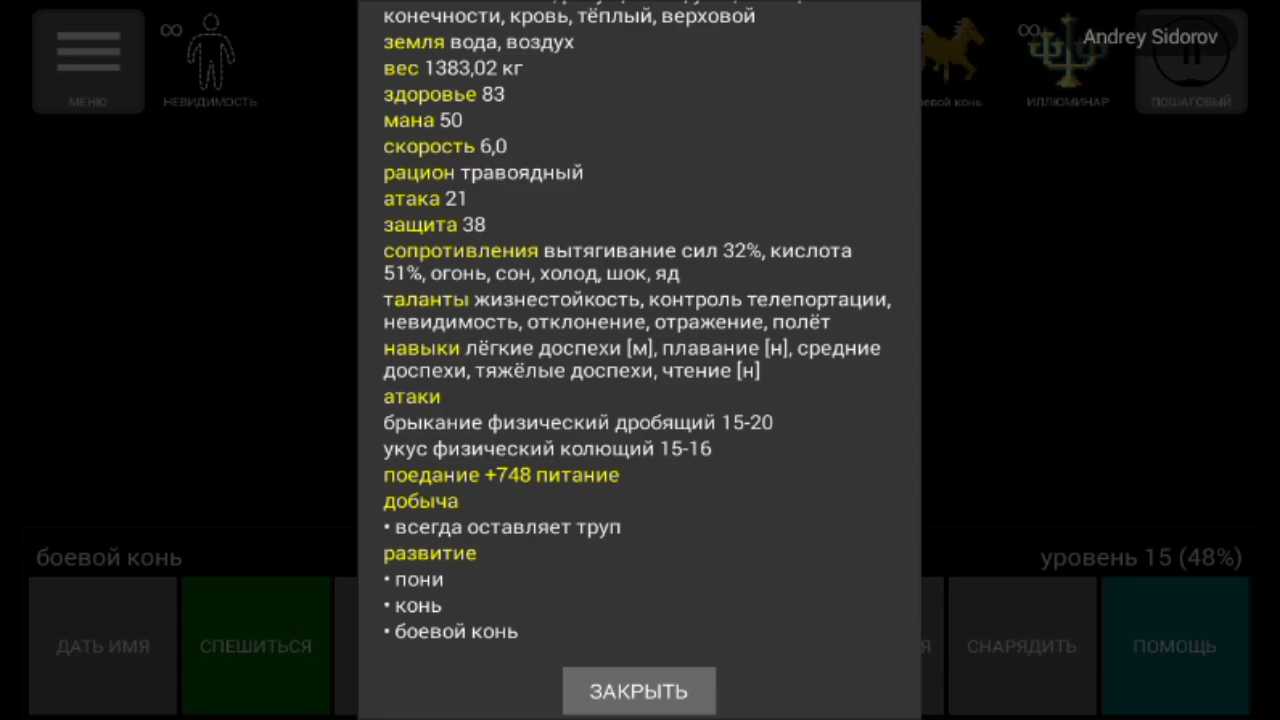 конечности, кровь, тёплый, верховой
земля вода, воздух
вес 1383,02 кг
здоровье 83
мана 50
скорость 6,0
рацион травоядный
атака 21
защита 38
сопротивления вытягивание сил 32%, кислота
51%, огонь, сон, холод, шок, яд
таланты жизнестойкость, контроль телепортации,
невидимость, отклонение, отражение, полёт
навыки лёгкие доспехи [м], плавание [н], средние
доспехи, тяжёлые доспехи, чтение [н]
атаки
брыкание физический дробящий 15-20
укус физический колющий 15-16
поедание +748 питание
добыча
• всегда оставляет труп
развитие
• пони
• конь
• боевой конь
ЗАКРЫТЬ
МЕНЮ
∞
НЕВИДИМОСТЬ
конь
∞
ИЛЛЮМИНАР
Andrey Sidorov
ПОШАГОВЫЙ
боевой конь
уровень 15 (48%)
ДАТЬ ИМЯ
СПЕШИТЬСЯ
СНАРЯДИТЬ
ПОМОЩЬ